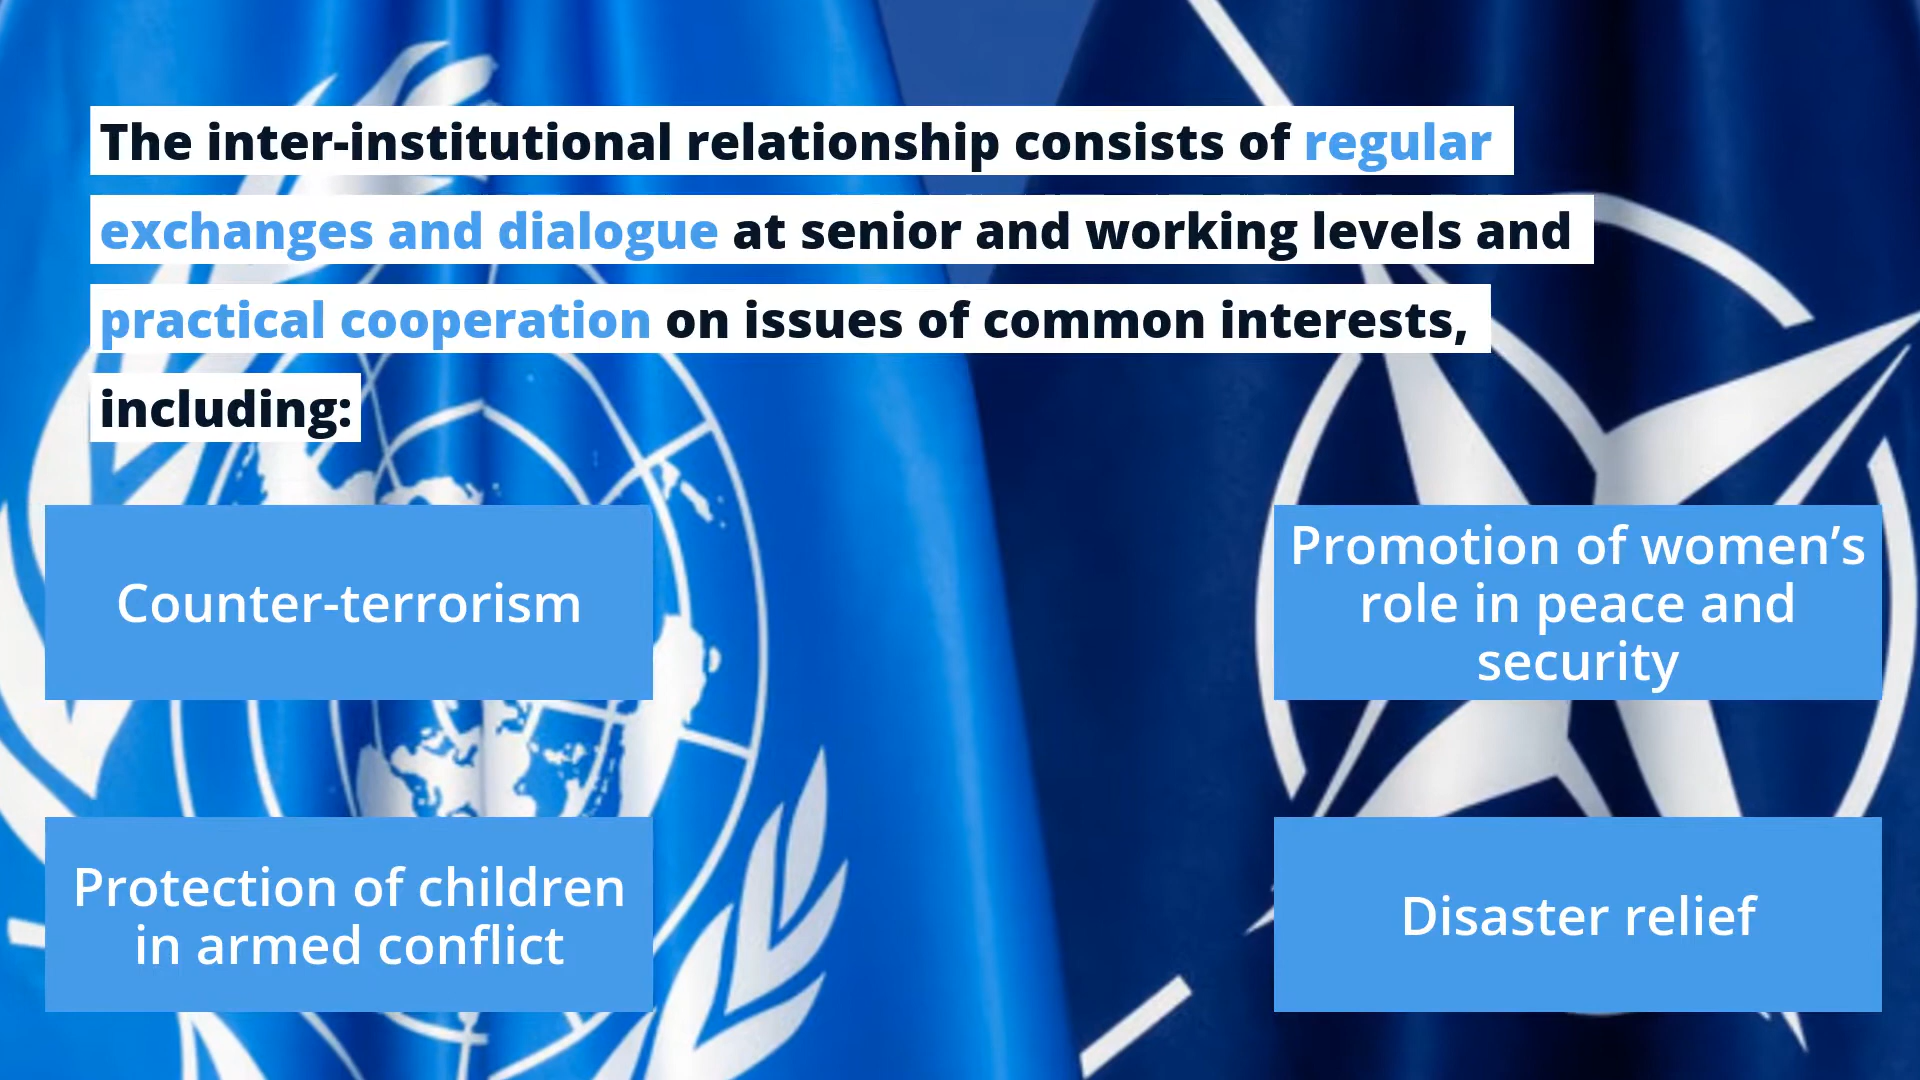 The inter-institutional relationship consists of regular
exchanges and dialogue at senior and working levels and
practical cooperation on issues of common interests,
including:
Counter-terrorism
Promotion of women’s
role in peace and
security
Protection of children
in armed conflict
Disaster relief